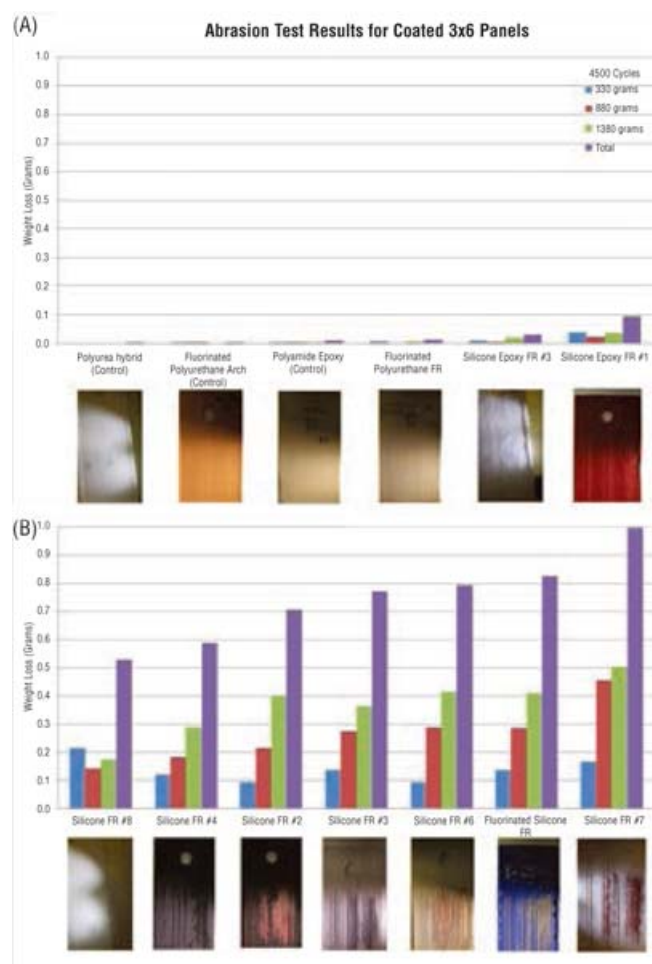 (A)
Abrasion Test Results for Coated 3x6 Panels
1.0
0.9
0.8
0.7
0.6
0.5
0.4
0.3
0.2
0.1
0.0
Weight Loss (Grams)
4500 Cycles
330 grams
880 grams
1380 grams
Total
Polyurea hybrid
(Control)
Fluorinated
Polyurethane Arch
(Control)
Polyamide Epoxy
(Control)
Fluorinated
Polyurethane FR
Silicone Epoxy FR #3
Silicone Epoxy FR #1
(B)
1.0
0.9
0.8
0.7
0.6
0.5
0.4
0.3
0.2
0.1
0.0
Weight Loss (Grams)
Silicone FR #8
Silicone FR #4
Silicone FR #2
Silicone FR #3
Silicone FR #6
Fluorinated Silicone
FR
Silicone FR #7